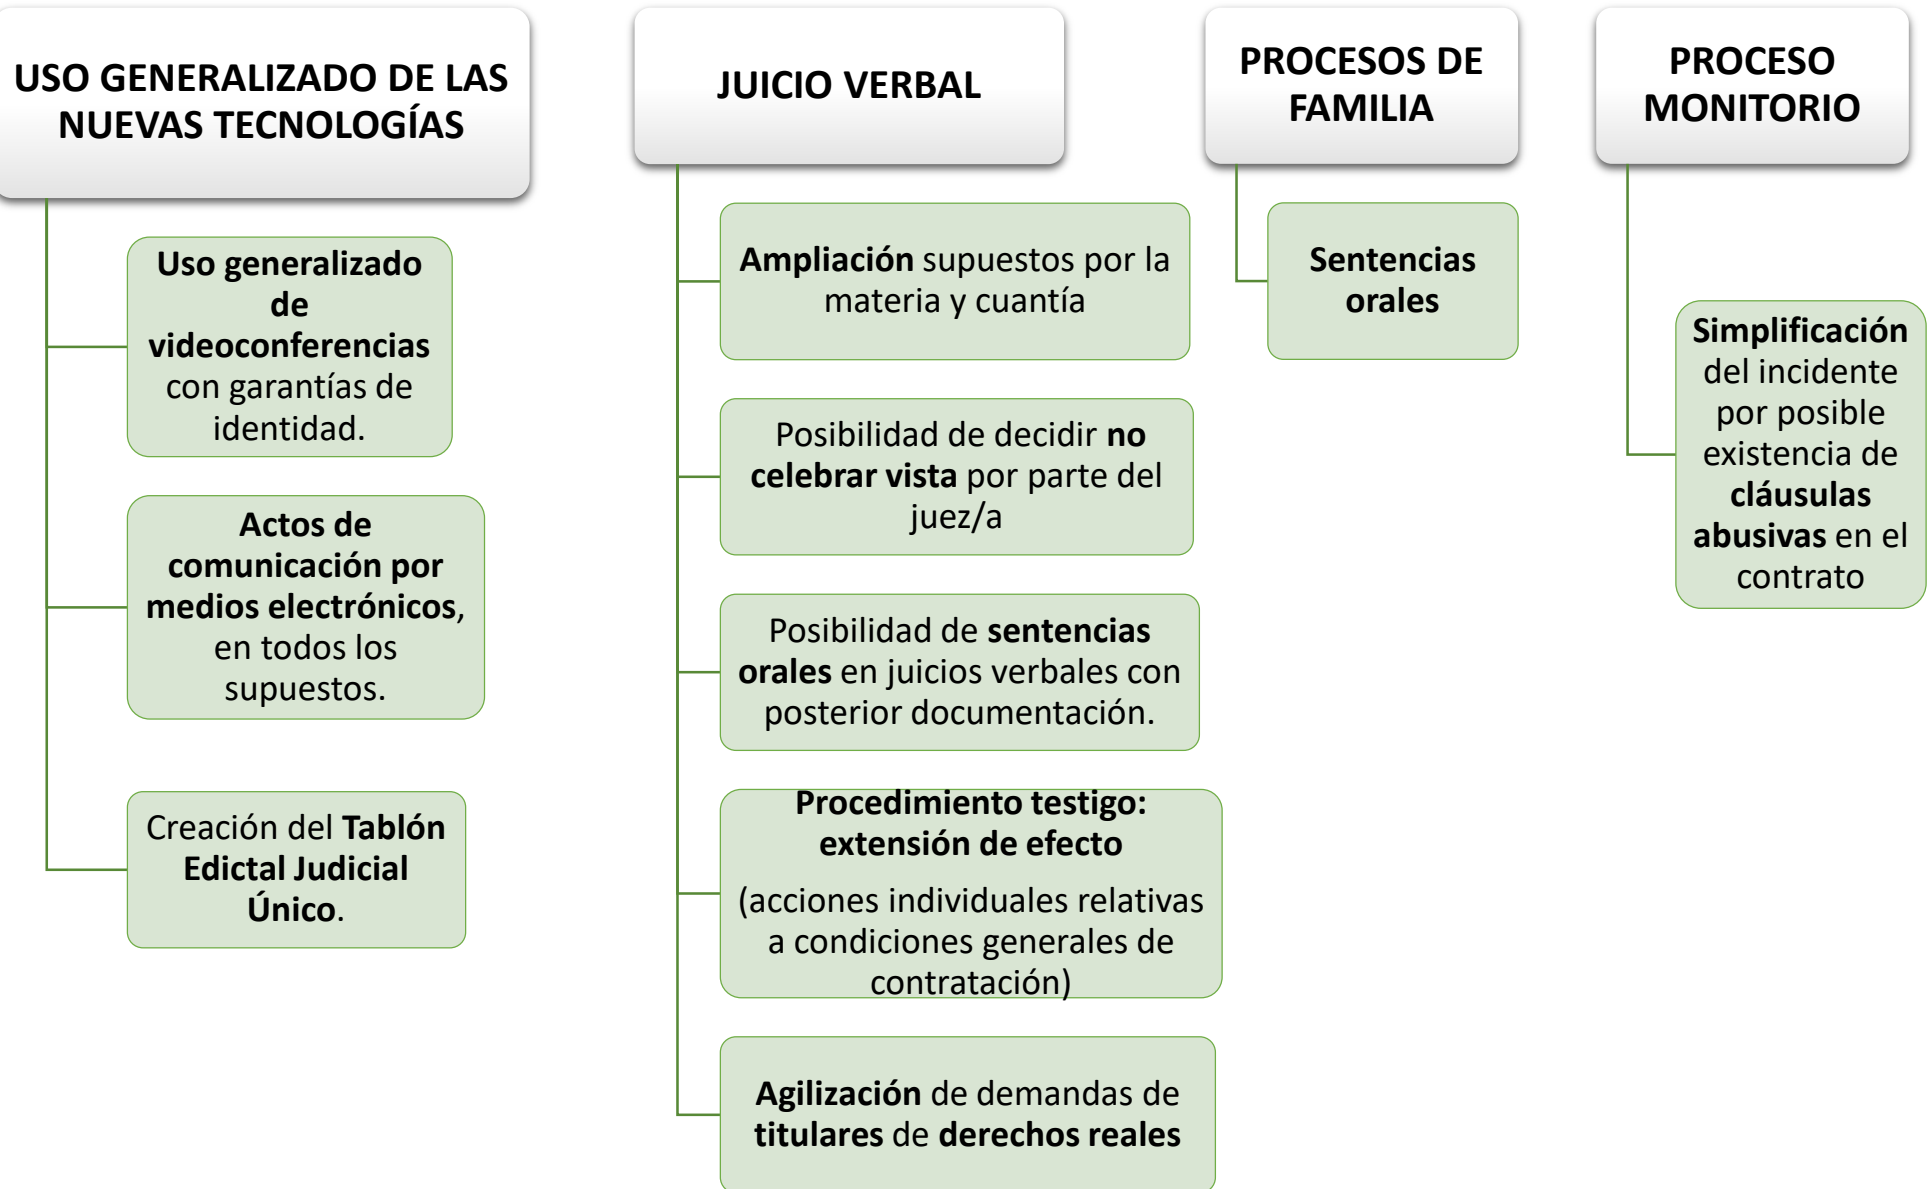 USO GENERALIZADO DE LAS
NUEVAS TECNOLOGÍAS
Uso generalizado
de
videoconferencias
con garantías de
identidad.
Actos de
comunicación por
medios electrónicos,
en todos los
supuestos.
Creación del Tablón
Edictal Judicial
Único.
JUICIO VERBAL
Ampliación supuestos por la
materia y cuantía
Posibilidad de decidir no
celebrar vista por parte del
juez/a
Posibilidad de sentencias
orales en juicios verbales con
posterior documentación.
Procedimiento testigo:
extensión de efecto
(acciones individuales relativas
a condiciones generales de
contratación)
Agilización de demandas de
titulares de derechos reales
PROCESOS DE
FAMILIA
Sentencias
orales
PROCESO
MONITORIO
Simplificación
del incidente
por posible
existencia de
cláusulas
abusivas en el
contrato